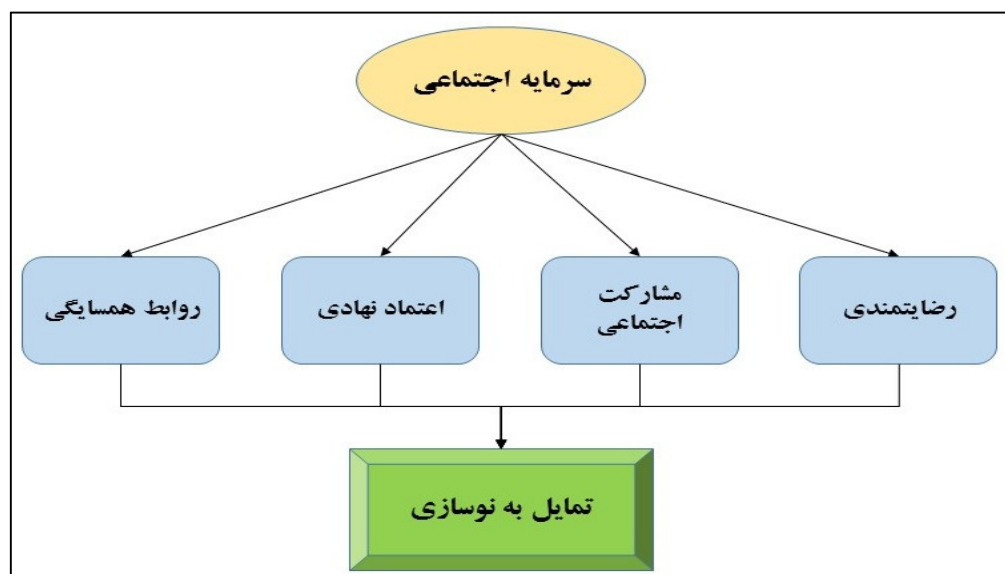 سرمایه اجتماعی
رضایتمندی
مشارکت
اجتماعی
اعتماد نهادی
روابط همسایگی
تمایل به نوسازی